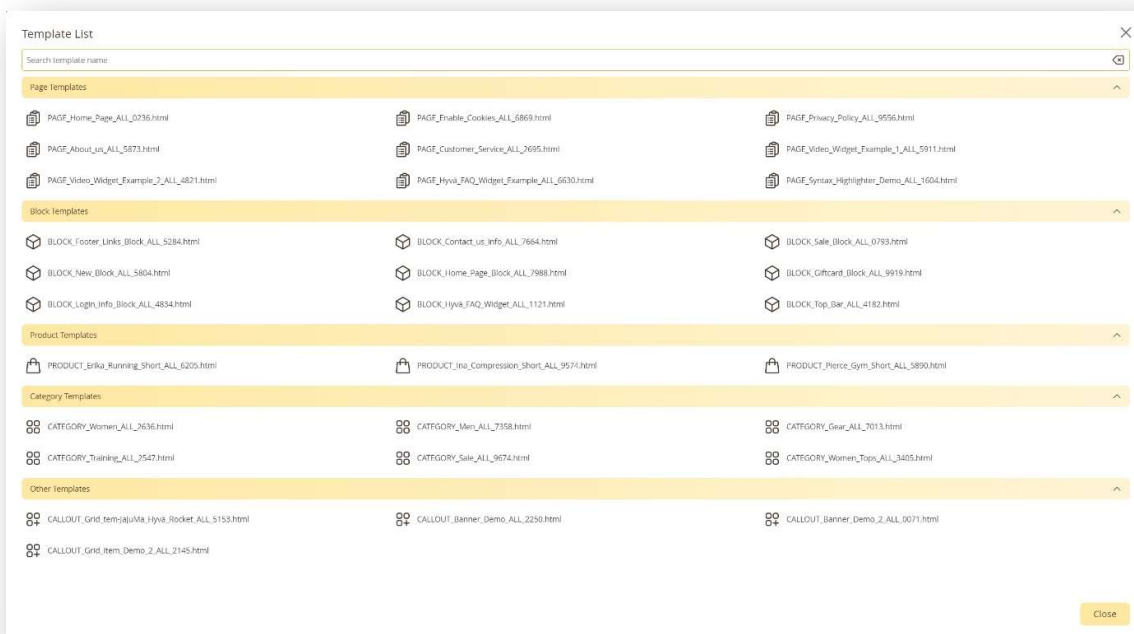 Template List
Search template name
Page Templates
PAGE_Home_Page_ALL_0236.html
PAGE_Enable_Cookies_ALL_6869.html
PAGE_Privacy_Policy_ALL_9556.html
PAGE_About_us_ALL_5873.html
PAGE_Customer_Service_ALL_2695.html
PAGE_Video_Widget_Example_1_ALL_5911.html
PAGE_Video_Widget_Example_2_ALL_4821.html
PAGE_Hyvä_FAQ_Widget_Example_ALL_6630.html
PAGE_Syntax_Highlighter_Demo_ALL_1604.html
Block Templates
BLOCK_Footer_Links_Block_ALL_5284.html
BLOCK_Contact_us_info_ALL_7664.html
BLOCK_Sale_Block_ALL_0793.html
BLOCK_New_Block_ALL_5804.html
BLOCK_Home_Page_Block_ALL_7988.html
BLOCK_Giftcard_Block_ALL_9919.html
BLOCK_Login_Info_Block_ALL_4834.html
BLOCK_Hyvä_FAQ_Widget_ALL_1121.html
BLOCK_Top_Bar_ALL_4182.html
Product Templates
PRODUCT_Erika_Running_Short_ALL_6205.html
PRODUCT_Ina_Compression_Short_ALL_9574.html
PRODUCT_Pierce_Gym_Short_ALL_5890.html
Category Templates
CATEGORY_Women_ALL_2636.html
CATEGORY_Men_ALL_7358.html
CATEGORY_Gear_ALL_7013.html
CATEGORY_Training_ALL_2547.html
CATEGORY_Sale_ALL_9674.html
CATEGORY_Women_Tops_ALL_3405.html
Other Templates
CALLOUT_Grid_tem-JaJuMa_Hyvä_Rocket_ALL_5153.html
CALLOUT_Banner_Demo_ALL_2250.html
CALLOUT_Banner_Demo_2_ALL_0071.html
CALLOUT_Grid_Item_Demo_2_ALL_2145.html
Close